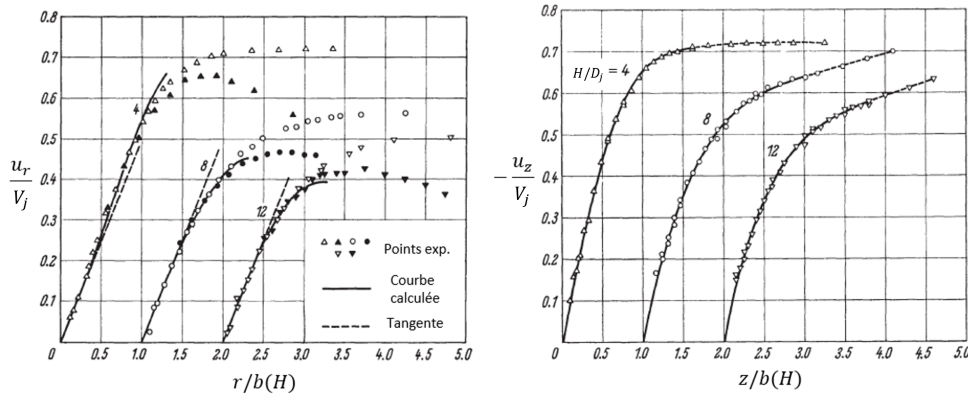 0.8
0.7
0.6
0.5
0.4
0.3
0.2
0.1
0
u_r
V_j
4
8
12
Points exp.
Courbe
calculée
Tangente
0 0.5 1.0 1.5 2.0 2.5 3.0 3.5 4.0 4.5 5.0
r/b(H)
0.8
0.7
0.6
0.5
0.4
0.3
0.2
0.1
− u_z
V_j
H/D_j = 4
8
12
0 0.5 1.0 1.5 2.0 2.5 3.0 3.5 4.0 4.5 5.0
z/b(H)